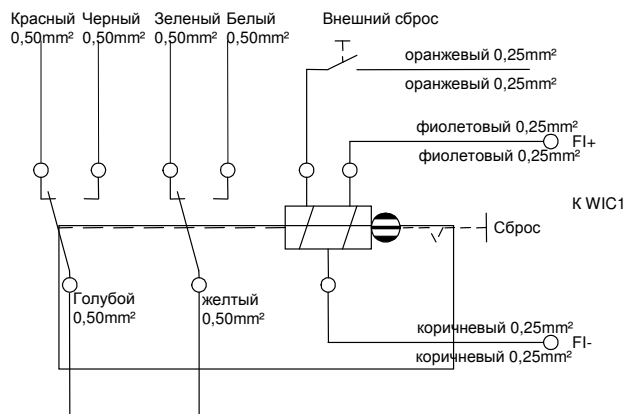 Красный
0,50mm²
Черный
0,50mm²
Зеленый
0,50mm²
Белый
0,50mm²
Внешний сброс
оранжевый 0,25mm²
оранжевый 0,25mm²
фиолетовый 0,25mm²
фиолетовый 0,25mm²
FI+
К WIC1
Сброс
Голубой
0,50mm²
желтый
0,50mm²
коричневый 0,25mm²
коричневый 0,25mm²
FI-